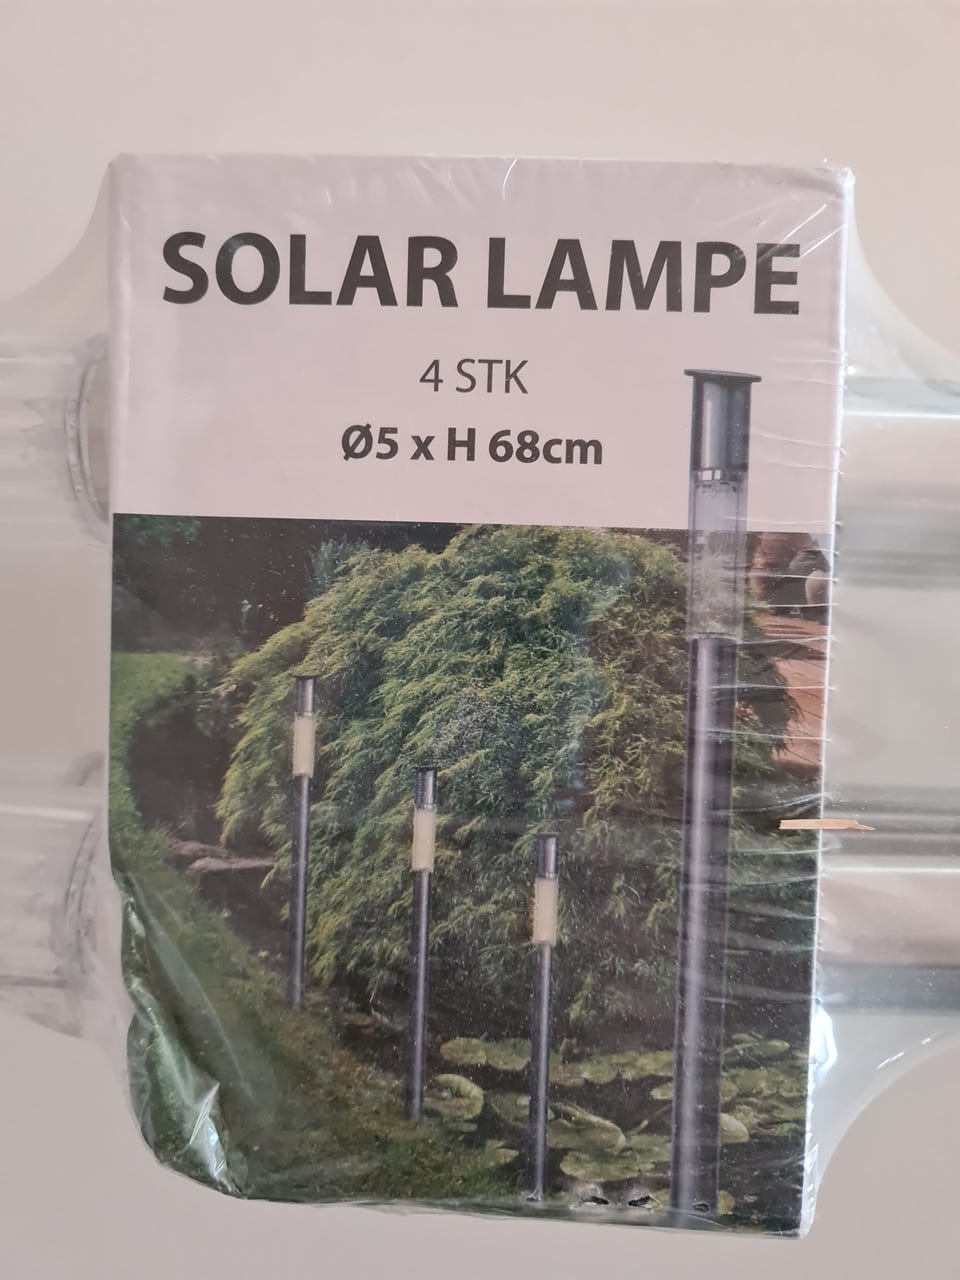 SOLAR LAMPE
4 STK
Ø5 x H 68cm